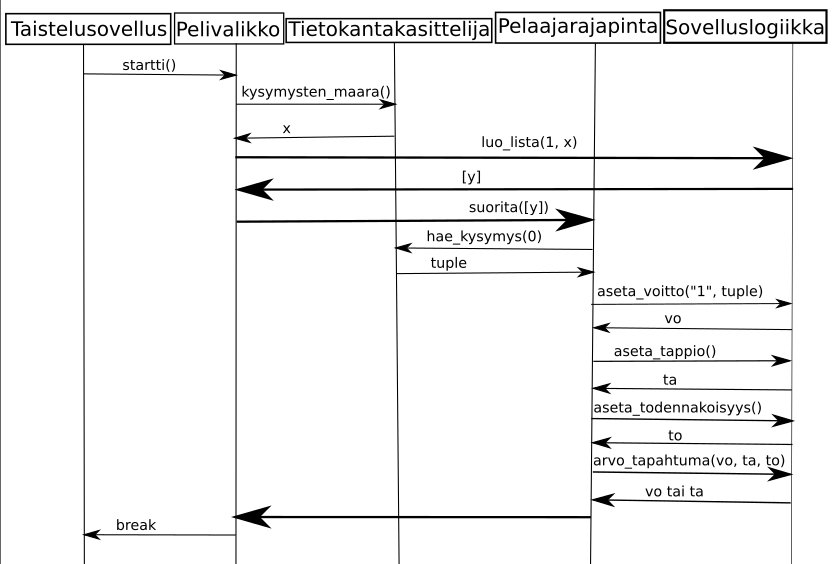 Taistelusovellus
Pelivalikko
Tietokantakasittelija
Pelaajarajapinta
Sovelluslogiikka
startti()
kysymysten_maara()
x
luo_lista(1, x)
[y]
suorita([y])
hae_kysymys(0)
tuple
aseta_voitto("1", tuple)
vo
aseta_tappio()
ta
aseta_todennakoisyys()
to
arvo_tapahtuma(vo, ta, to)
vo tai ta
break